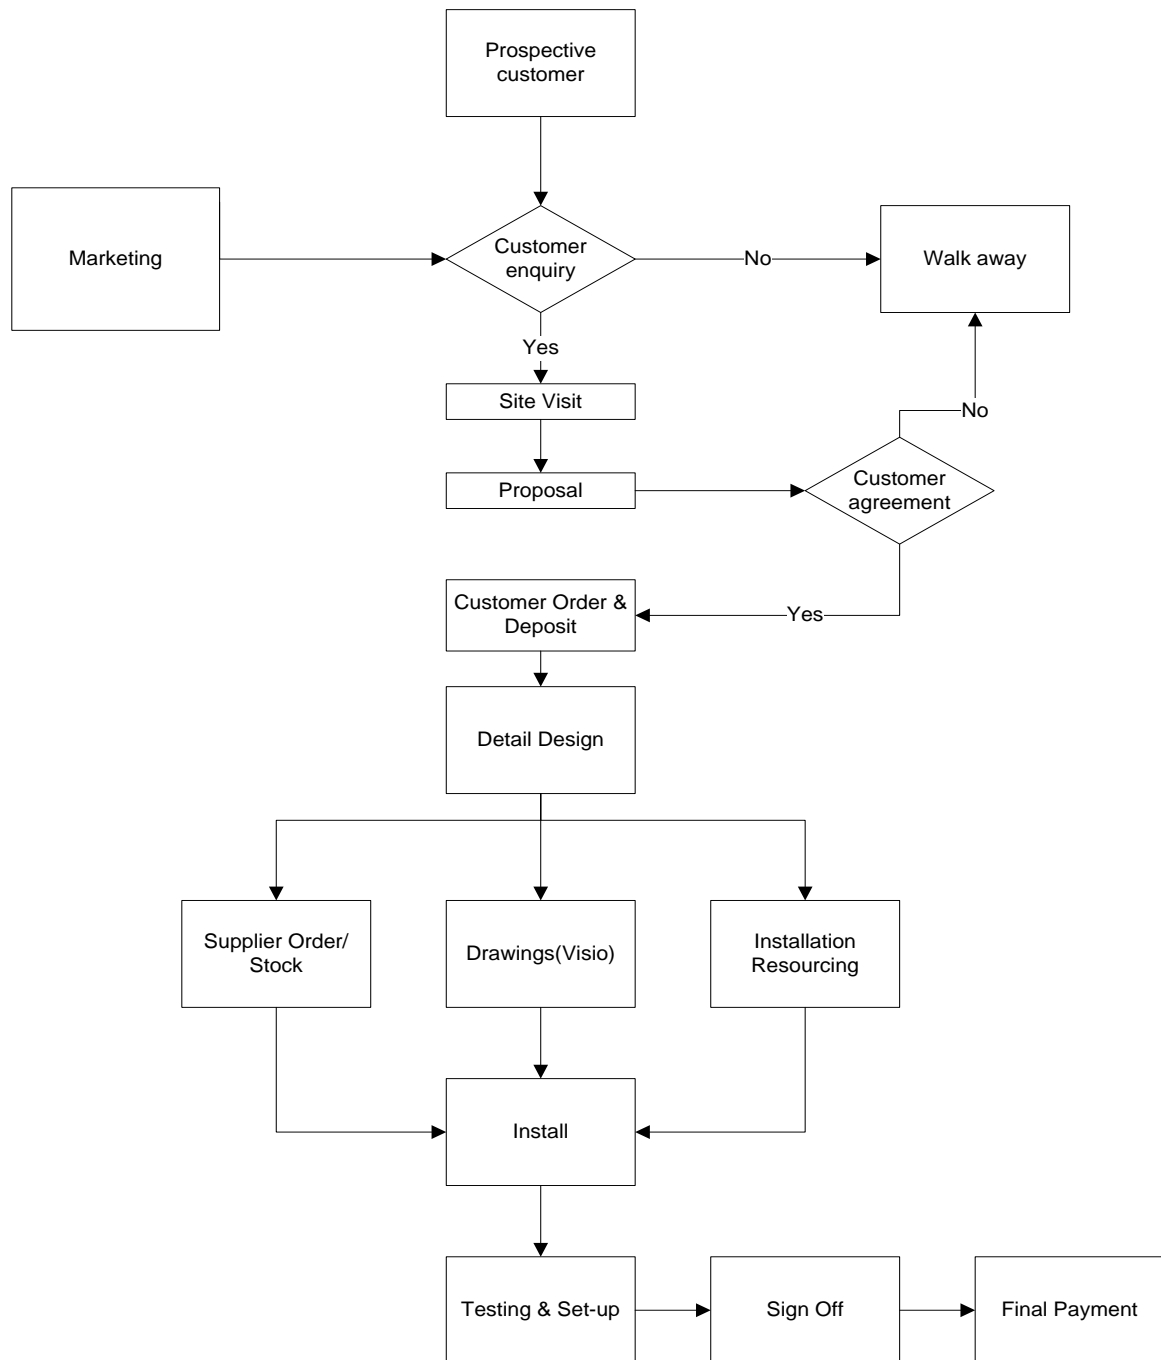 Prospective
customer
Marketing
Customer
enquiry
No
Walk away
Yes
Site Visit
No
Proposal
Customer
agreement
Customer Order &
Deposit
Yes
Detail Design
Supplier Order/
Stock
Drawings(Visio)
Installation
Resourcing
Install
Testing & Set-up
Sign Off
Final Payment